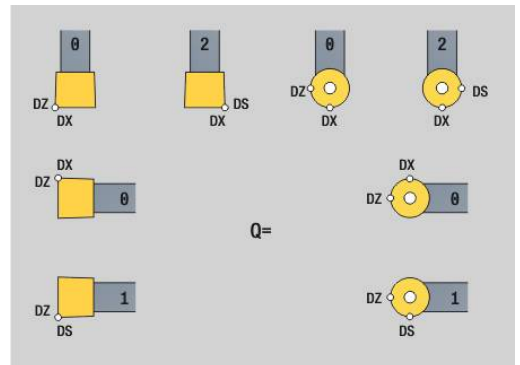 0 2 0 2
DZ DS DZ DS
DX DX DX DX
DX DX
DZ 0 DZ 0
Q=
DZ 1 DZ 1
DS DS